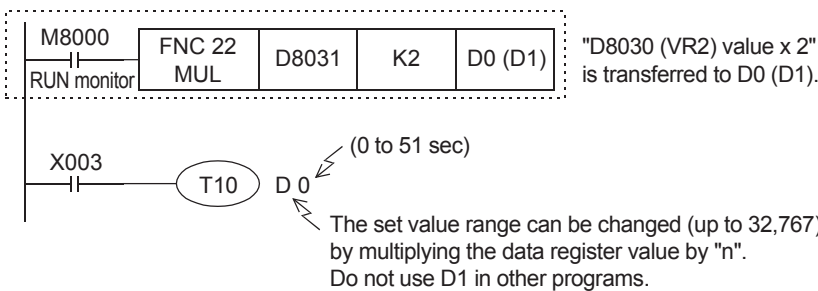 M8000
RUN monitor
FNC 22
MUL
D8031
K2
D0 (D1)
"D8030 (VR2) value x 2"
is transferred to D0 (D1).
X003
T10
D 0
(0 to 51 sec)
The set value range can be changed (up to 32,767)
by multiplying the data register value by "n".
Do not use D1 in other programs.